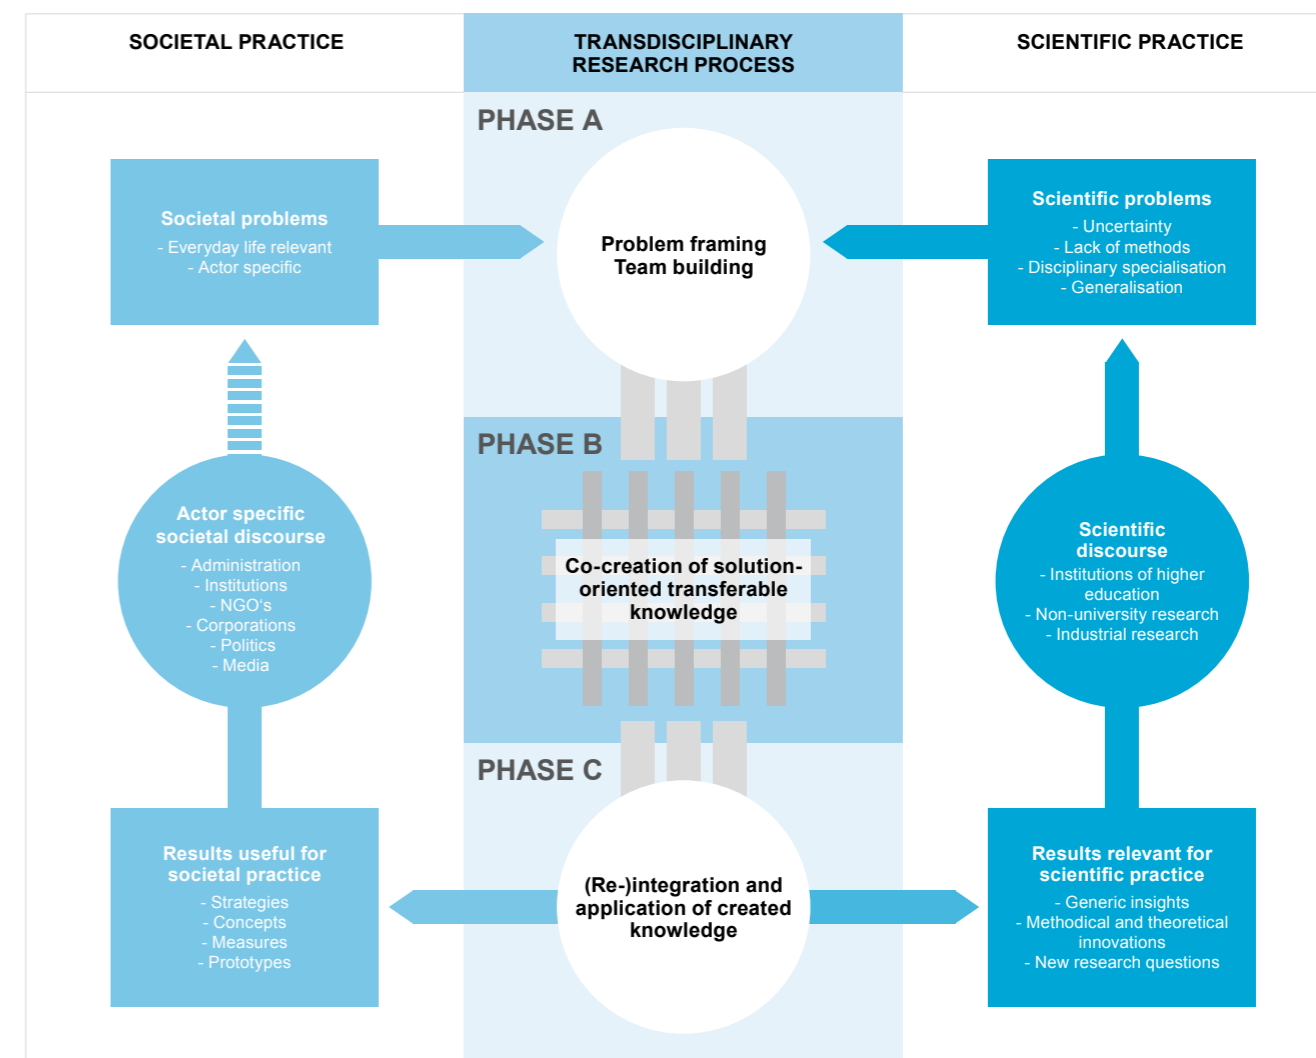 SOCIETAL PRACTICE
TRANSDISCIPLINARY
RESEARCH PROCESS
SCIENTIFIC PRACTICE
PHASE A
Societal problems
- Everyday life relevant
- Actor specific
Problem framing
Team building
Scientific problems
- Uncertainty
- Lack of methods
- Disciplinary specialisation
- Generalisation
PHASE B
Actor specific
societal discourse
- Administration
- Institutions
- NGO‘s
- Corporations
- Politics
- Media
Co-creation of solution-
oriented transferable
knowledge
Scientific
discourse
- Institutions of higher
education
- Non-university research
- Industrial research
PHASE C
Results useful for
societal practice
- Strategies
- Concepts
- Measures
- Prototypes
(Re-)integration and
application of created
knowledge
Results relevant for
scientific practice
- Generic insights
- Methodical and theoretical
innovations
- New research questions